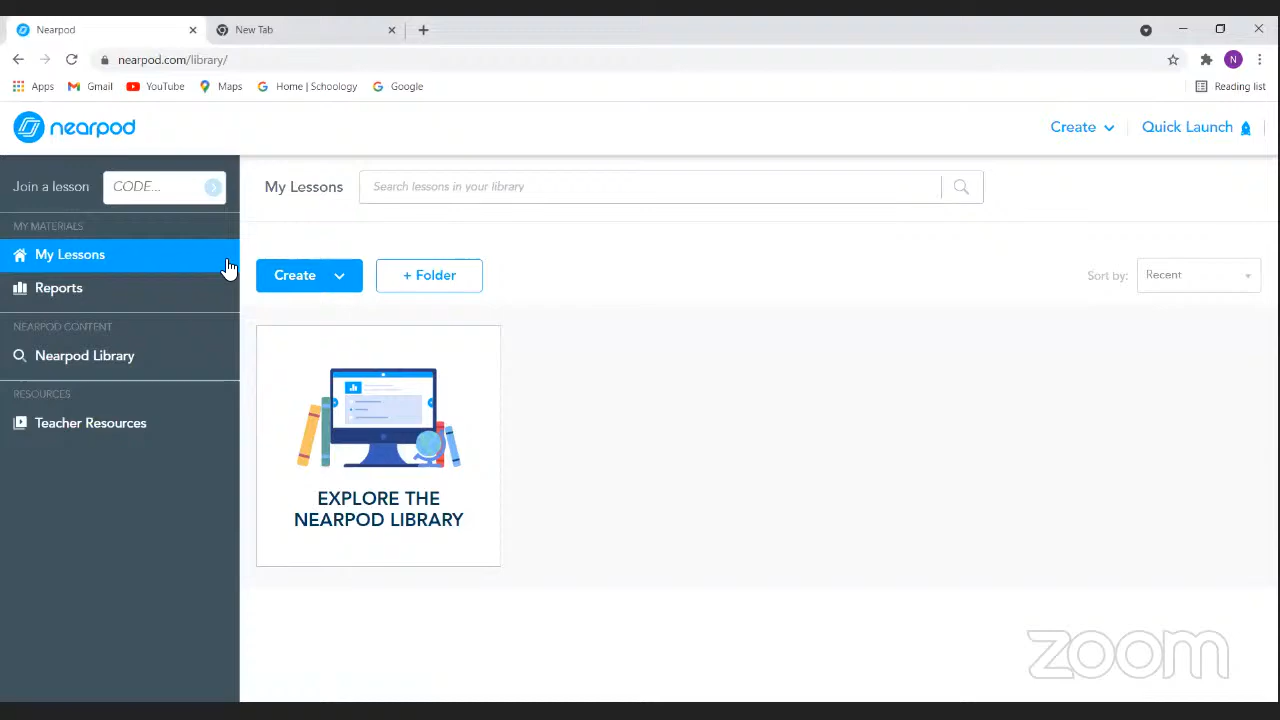 Nearpod
New Tab
nearpod.com/library/
N
Apps
Gmail
YouTube
Maps
Home | Schoology
Google
Reading list
nearpod
Create
Quick Launch
Join a lesson
CODE...
My Lessons
Search lessons in your library
MY MATERIALS
My Lessons
Reports
Create
+ Folder
Sort by:
Recent
NEARPOD CONTENT
Nearpod Library
RESOURCES
Teacher Resources
EXPLORE THE
NEARPOD LIBRARY
zoom